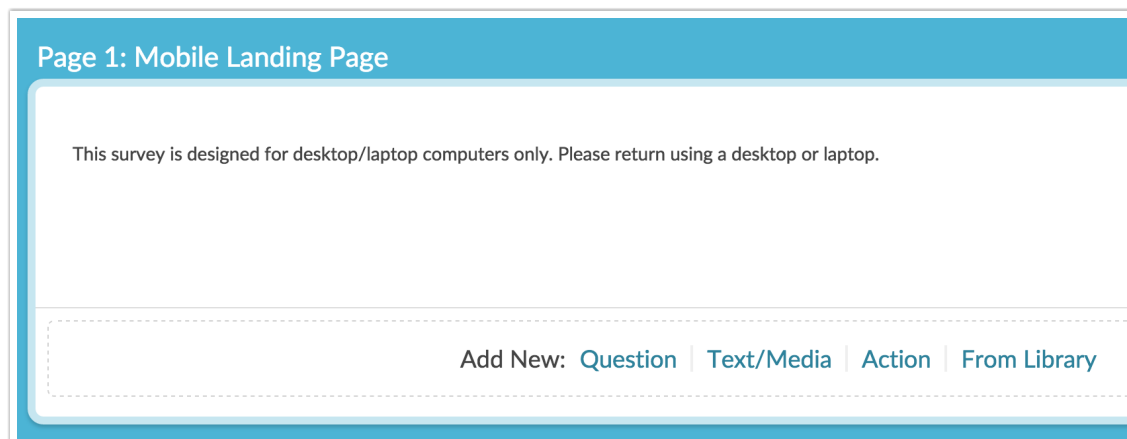 Page 1: Mobile Landing Page
This survey is designed for desktop/laptop computers only. Please return using a desktop or laptop.
Add New: Question Text/Media Action From Library